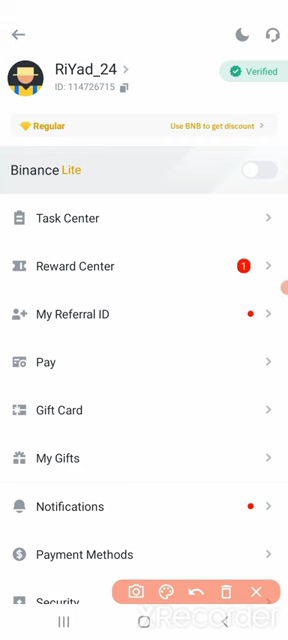 RiYad_24
ID: 114726715
Verified
Regular
Use BNB to get discount
Binance Lite
Task Center
Reward Center
1
My Referral ID
Pay
Gift Card
My Gifts
Notifications
Payment Methods
Security
XRecorder